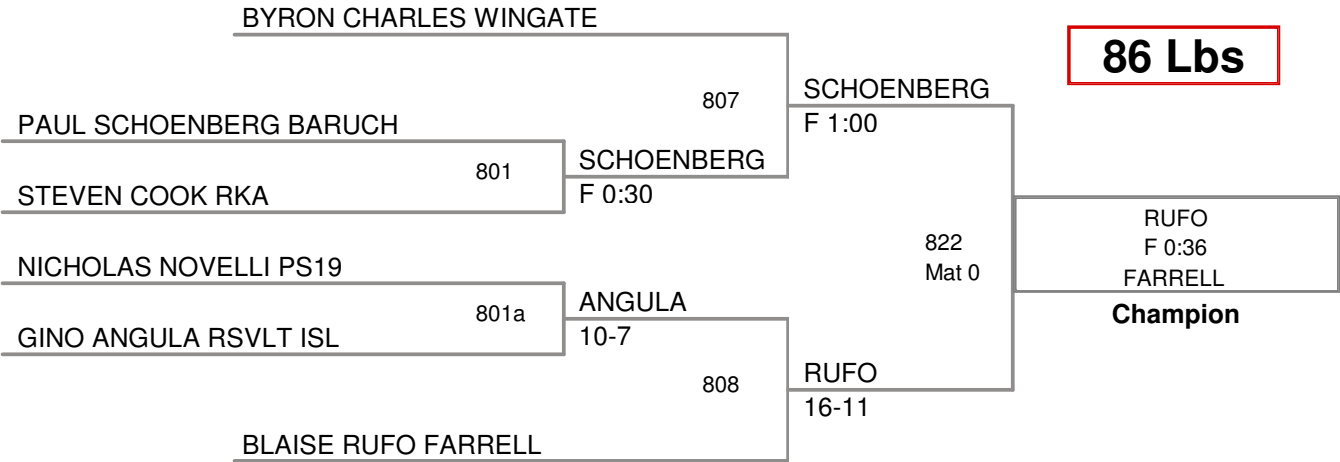 BYRON CHARLES WINGATE
86 Lbs
807
SCHOENBERG
F 1:00
PAUL SCHOENBERG BARUCH
801
SCHOENBERG
F 0:30
STEVEN COOK RKA
RUFO
F 0:36
FARRELL
Champion
822
Mat 0
NICHOLAS NOVELLI PS19
801a
ANGULA
10-7
GINO ANGULA RSVLT ISL
808
RUFO
16-11
BLAISE RUFO FARRELL